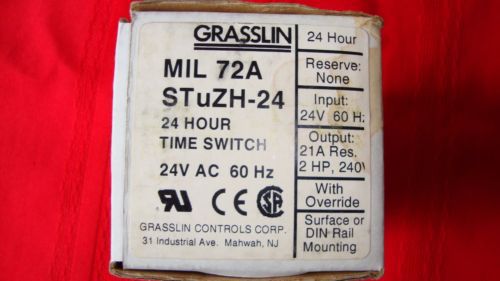 GRASSLIN
MIL 72A
STuZH-24
24 HOUR
TIME SWITCH
24V AC 60 Hz
CE
GRASSLIN CONTROLS CORP.
31 Industrial Ave. Mahwah, NJ
24 Hour
Reserve:
None
Input:
24V 60 Hz
Output:
21A Res.
2 HP, 240V
With
Override
Surface or
DIN Rail
Mounting